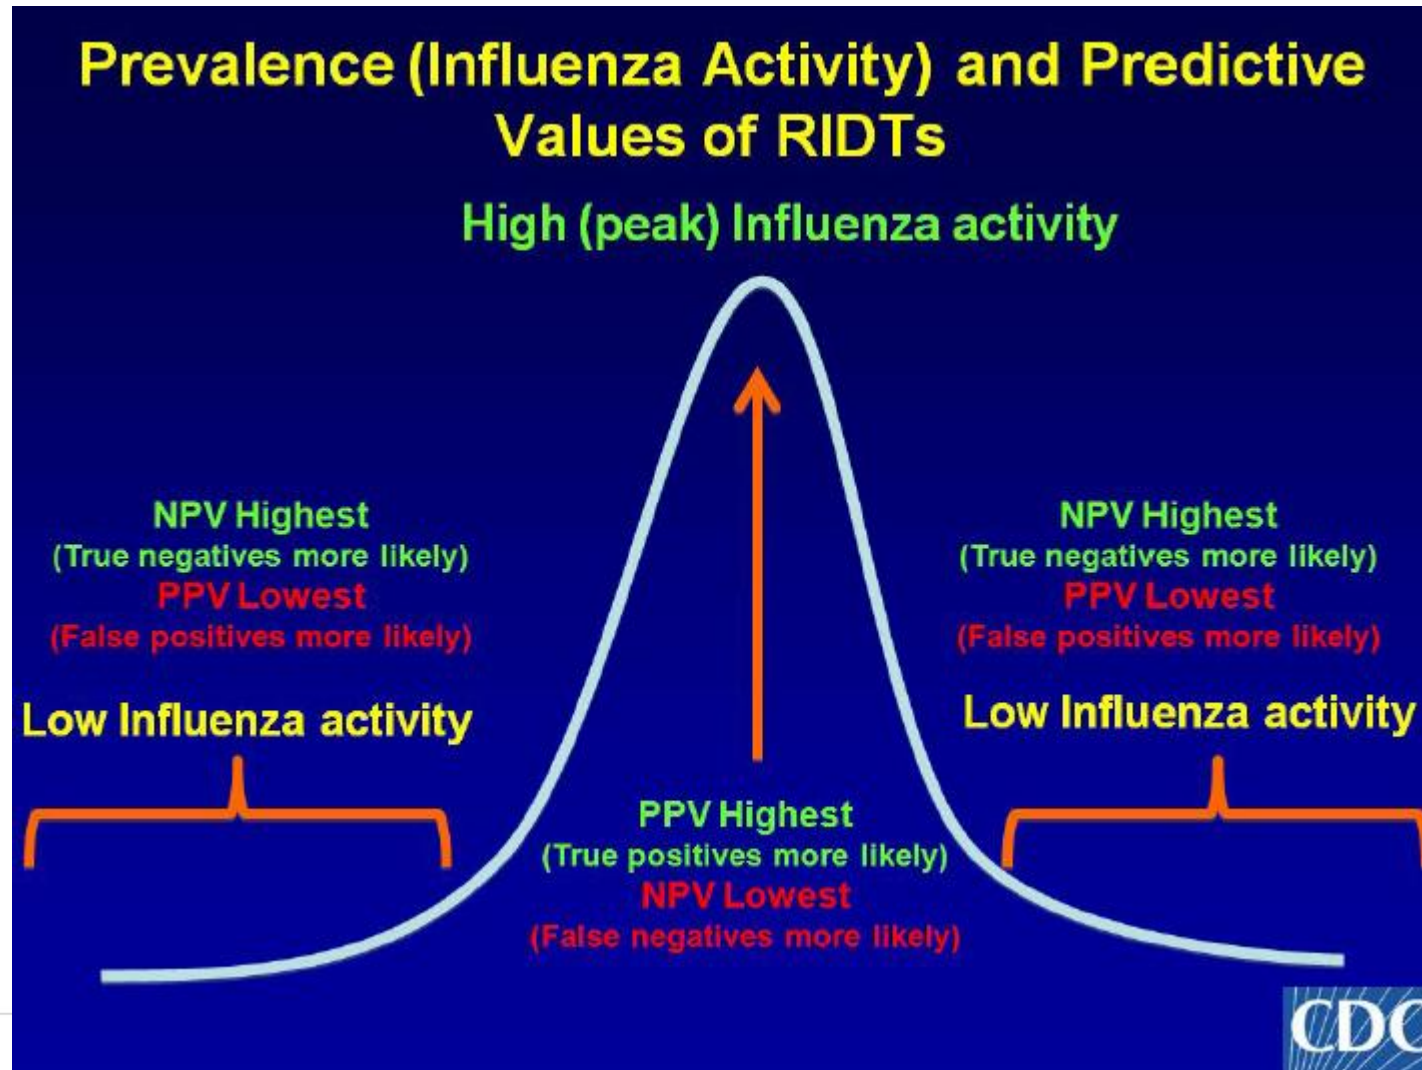 Prevalence (Influenza Activity) and Predictive
Values of RIDTs
High (peak) Influenza activity
NPV Highest
(True negatives more likely)
PPV Lowest
(False positives more likely)
Low Influenza activity
NPV Highest
(True negatives more likely)
PPV Lowest
(False positives more likely)
Low Influenza activity
PPV Highest
(True positives more likely)
NPV Lowest
(False negatives more likely)
CDC